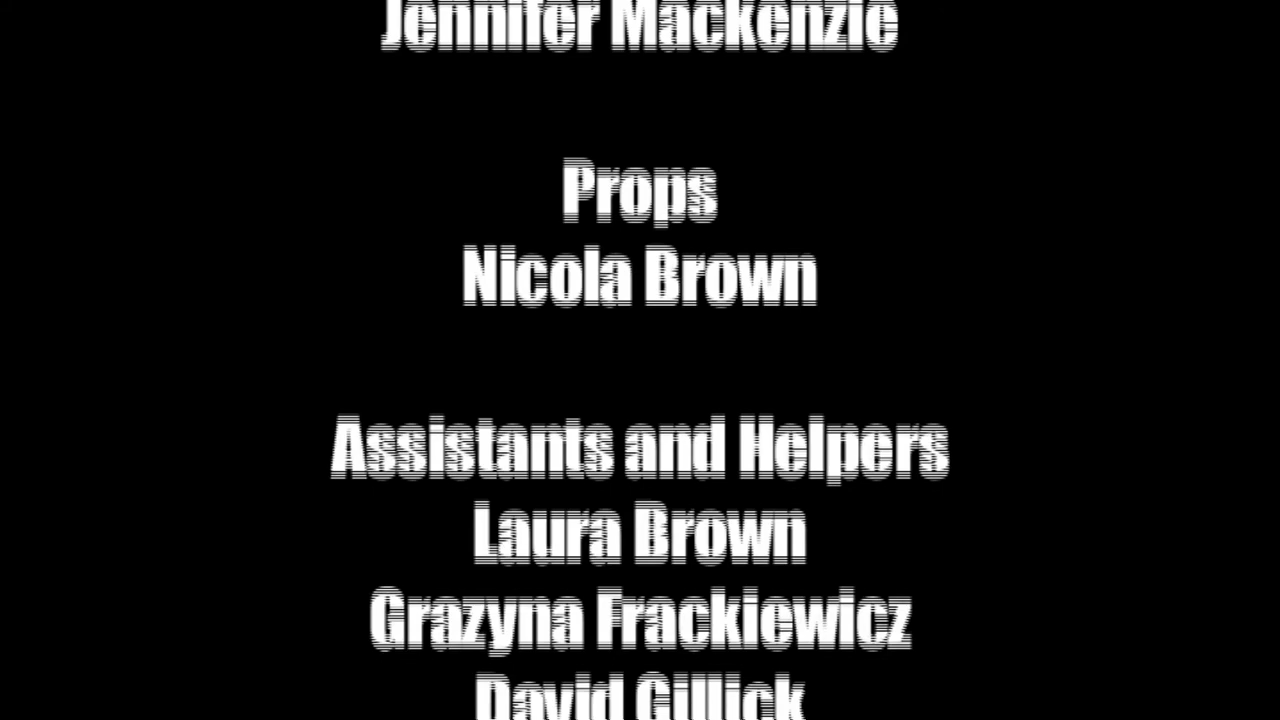 Jennifer Mackenzie
Props
Nicola Brown
Assistants and Helpers
Laura Brown
Grazyna Frackiewicz
David Gillick